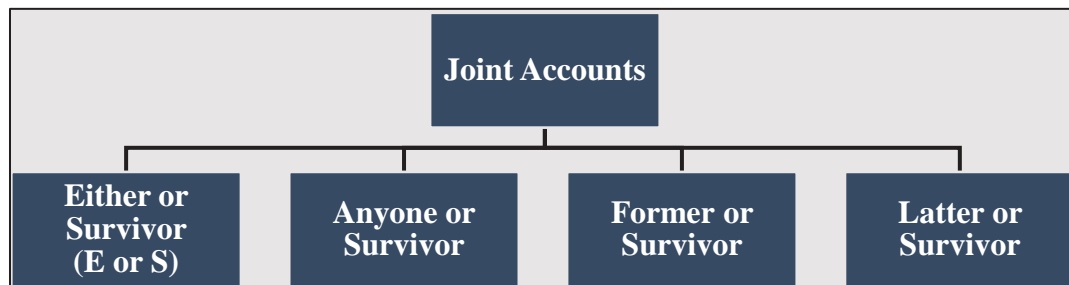 Joint Accounts
Either or
Survivor
(E or S)
Anyone or
Survivor
Former or
Survivor
Latter or
Survivor